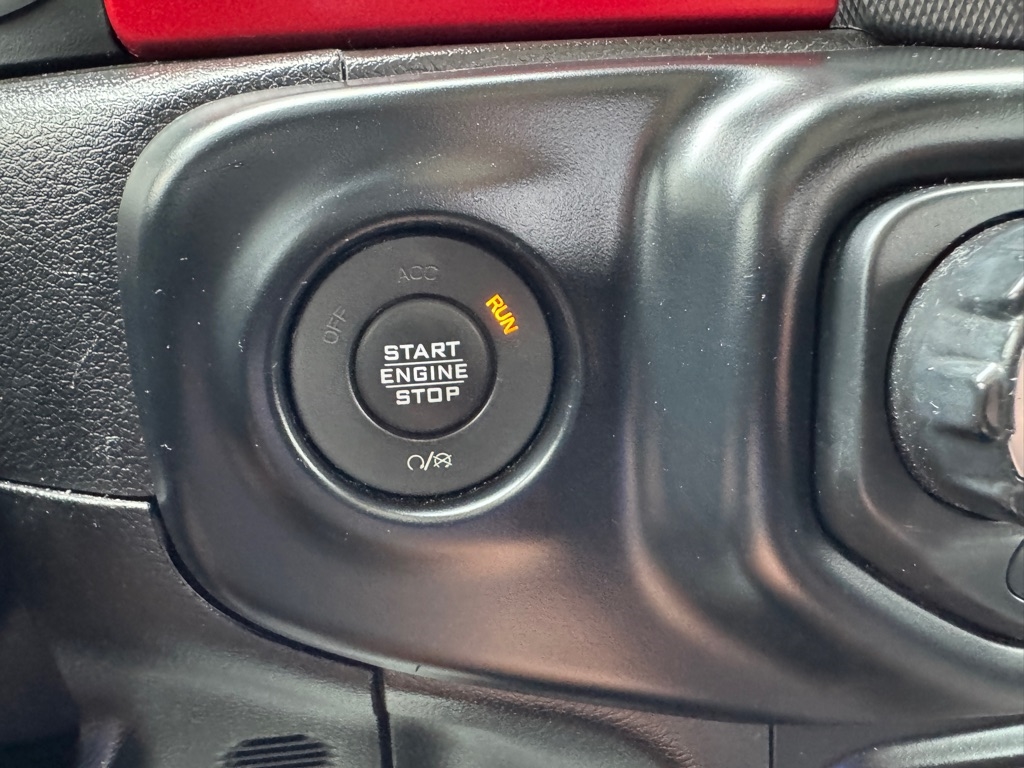 ACC
OFF
RUN
START
ENGINE
STOP